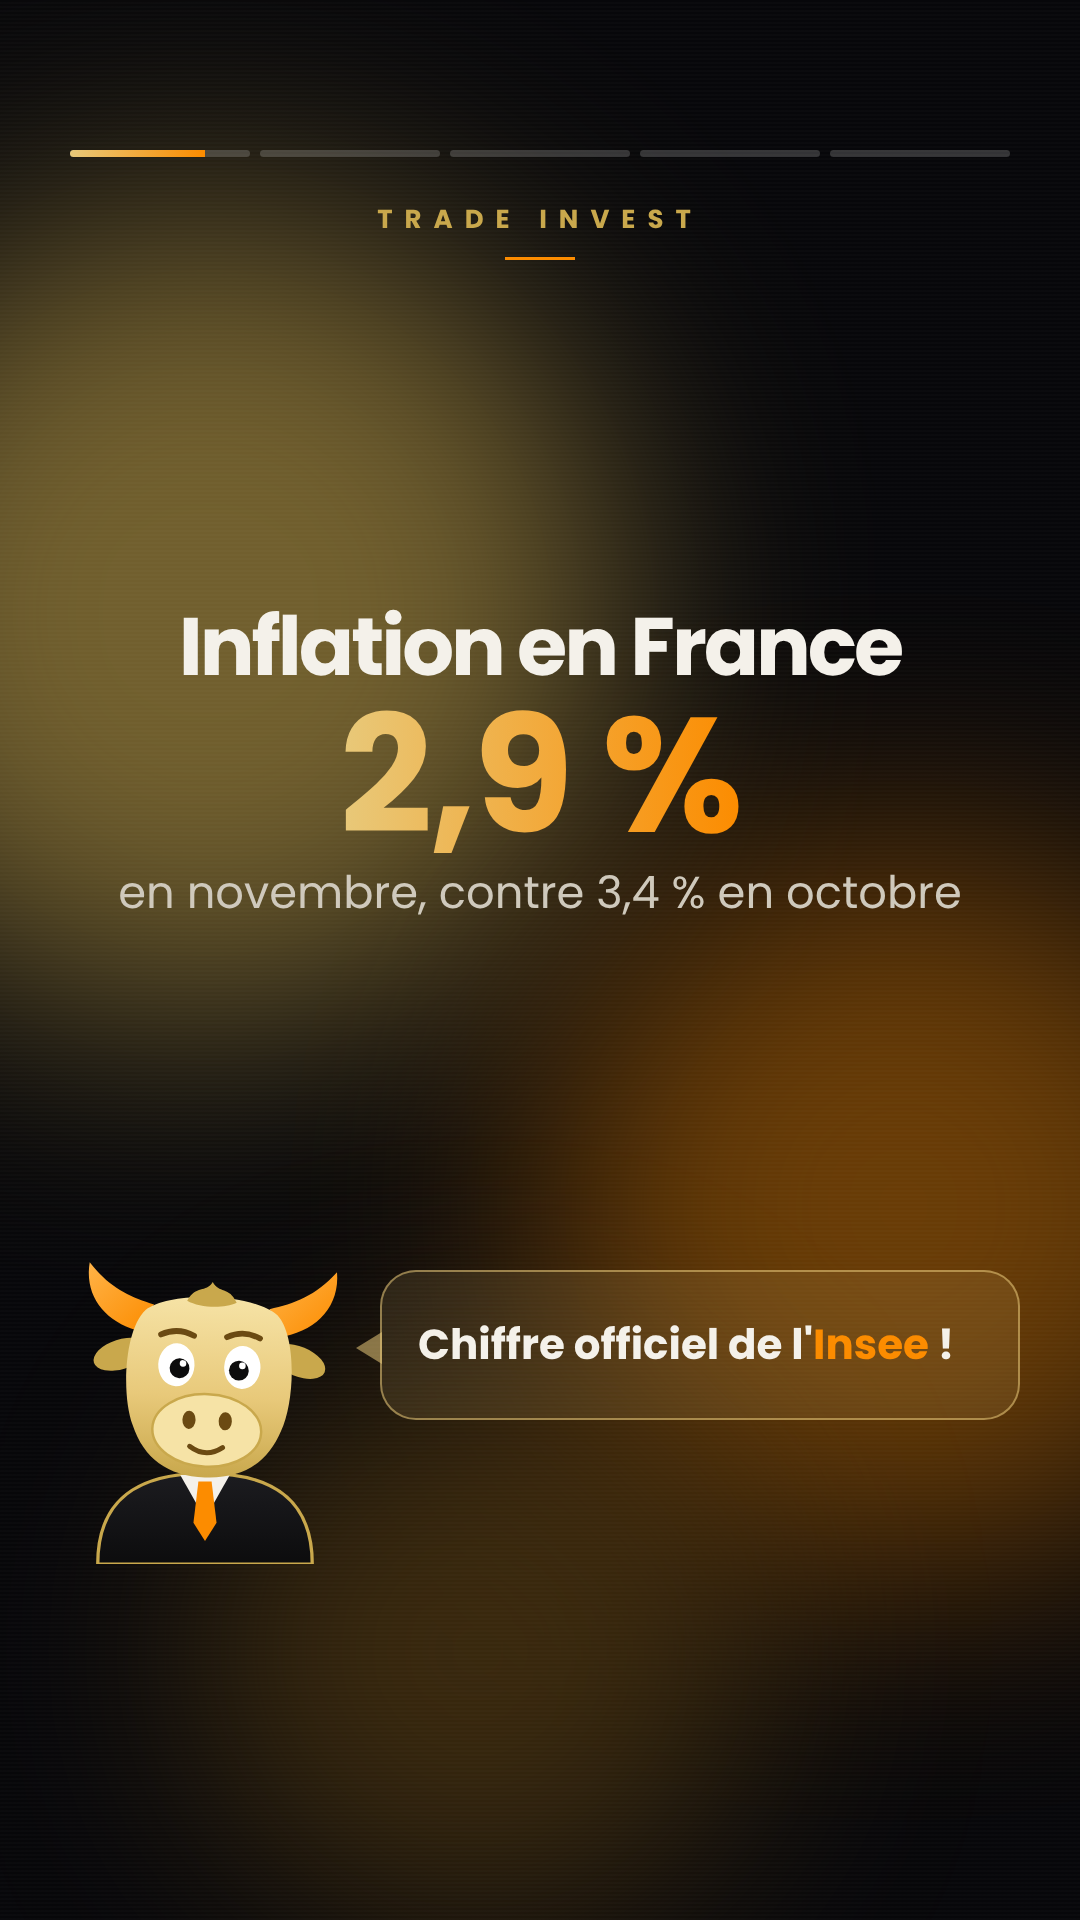 TRADE INVEST
Inflation en France
2,9 %
en novembre, contre 3,4 % en octobre
Chiffre officiel de l'Insee !